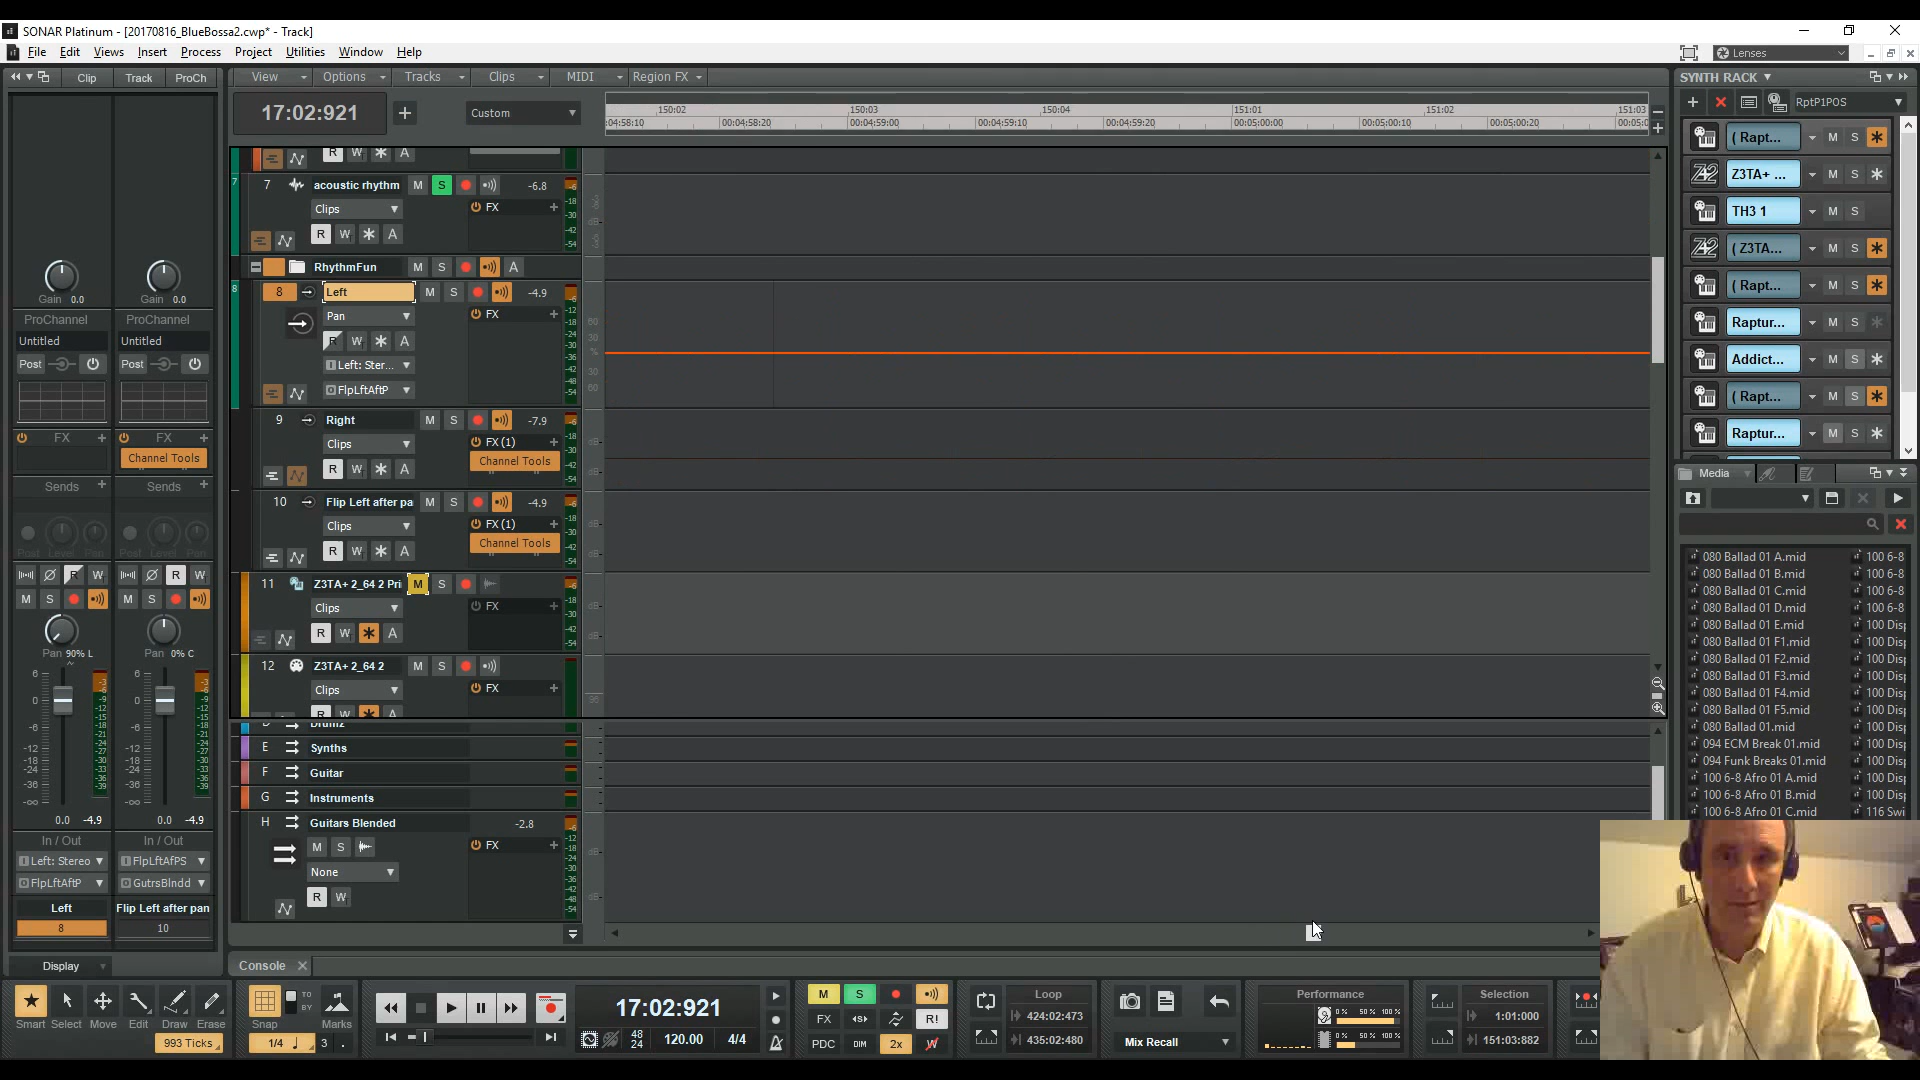 SONAR Platinum - [20170816_BlueBossa2.cwp* - Track]
File Edit Views Insert Process Project Utilities Window Help
Lenses
Clip Track ProCh
View Options Tracks Clips MIDI Region FX
SYNTH RACK
17:02:921
Custom
150:02 150:03 150:04 151:01 151:02 151:03
:04:58:10 00:04:58:20 00:04:59:00 00:04:59:10 00:04:59:20 00:05:00:00 00:05:00:10 00:05:00:20
RptP1POS
( Rapt... M S
Z3TA+ ... M S
TH3 1 M S
( Z3TA... M S
( Rapt... M S
Raptur... M S
Addict... M S
( Rapt... M S
Raptur... M S
R W A
7 acoustic rhythm M S -6.8
Clips FX
R W A
RhythmFun M S A
8 Left M S -4.9
Pan FX
R W A
Left: Ster...
FlpLftAftP
9 Right M S -7.9
Clips FX (1)
R W A Channel Tools
10 Flip Left after pa M S -4.9
Clips FX (1)
R W A Channel Tools
11 Z3TA+ 2_64 2 Pri M S
Clips FX
R W A
12 Z3TA+ 2_64 2 M S
Clips FX
R W
Drumz
E Synths
F Guitar
G Instruments
H Guitars Blended -2.8
M S FX
None
R W
Gain 0.0 Gain 0.0
ProChannel ProChannel
Untitled Untitled
Post Post
FX FX
Channel Tools
Sends Sends
Post Level Pan Post Level Pan
R W R W
M S M S
Pan 90% L Pan 0% C
0.0 -4.9 0.0 -4.9
In / Out In / Out
Left: Stereo FlpLftAfPS
FlpLftAftP GutrsBlndd
Left Flip Left after pan
8 10
Display
Console
Media
080 Ballad 01 A.mid 100 6-8
080 Ballad 01 B.mid 100 6-8
080 Ballad 01 C.mid 100 6-8
080 Ballad 01 D.mid 100 6-8
080 Ballad 01 E.mid 100 Disp
080 Ballad 01 F1.mid 100 Disp
080 Ballad 01 F2.mid 100 Disp
080 Ballad 01 F3.mid 100 Disp
080 Ballad 01 F4.mid 100 Disp
080 Ballad 01 F5.mid 100 Disp
080 Ballad 01.mid 100 Disp
094 ECM Break 01.mid 100 Disp
094 Funk Breaks 01.mid 100 Disp
100 6-8 Afro 01 A.mid 100 Disp
100 6-8 Afro 01 B.mid 100 Disp
100 6-8 Afro 01 C.mid 116 Swi
Smart Select Move Edit Draw Erase
993 Ticks
Snap TO BY Marks
1/4 3
17:02:921
48 24 120.00 4/4
M S
FX R!
PDC DIM 2x
Loop
424:02:473
435:02:480
Mix Recall
Performance
0 % 50 % 100 %
0 % 50 % 100 %
Selection
1:01:000
151:03:882